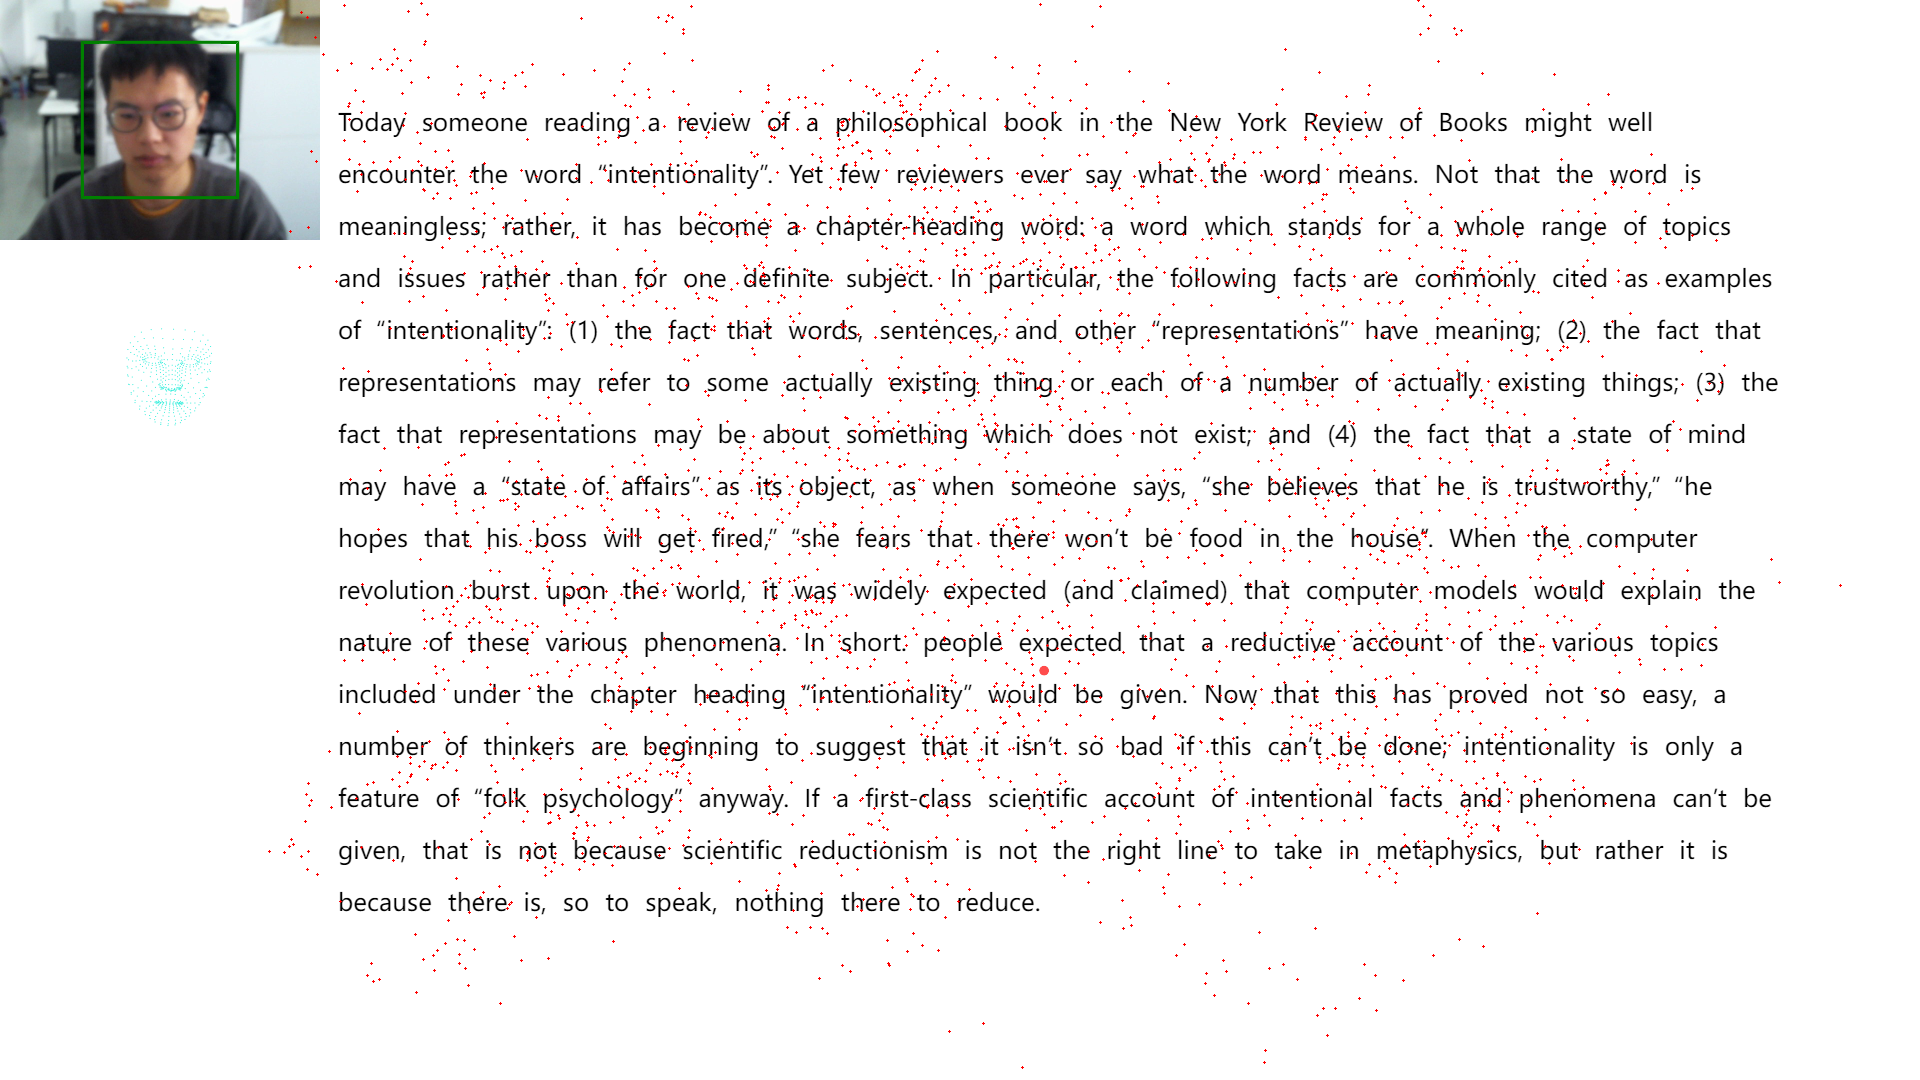 Today someone reading a review of a philosophical book in the New York Review of Books might well
encounter the word “intentionality”. Yet few reviewers ever say what the word means. Not that the word is
meaningless; rather, it has become a chapter-heading word: a word which stands for a whole range of topics
and issues rather than for one definite subject. In particular, the following facts are commonly cited as examples
of “intentionality”: (1) the fact that words, sentences, and other “representations” have meaning; (2) the fact that
representations may refer to some actually existing thing or each of a number of actually existing things; (3) the
fact that representations may be about something which does not exist; and (4) the fact that a state of mind
may have a “state of affairs” as its object, as when someone says, “she believes that he is trustworthy,” “he
hopes that his boss will get fired,” “she fears that there won’t be food in the house“. When the computer
revolution burst upon the world, it was widely expected (and claimed) that computer models would explain the
nature of these various phenomena. In short. people expected that a reductive account of the various topics
included under the chapter heading “intentionality” would be given. Now that this has proved not so easy, a
number of thinkers are beginning to suggest that it isn’t so bad if this can’t be done; intentionality is only a
feature of “folk psychology” anyway. If a first-class scientific account of intentional facts and phenomena can’t be
given, that is not because scientific reductionism is not the right line to take in metaphysics, but rather it is
because there is, so to speak, nothing there to reduce.